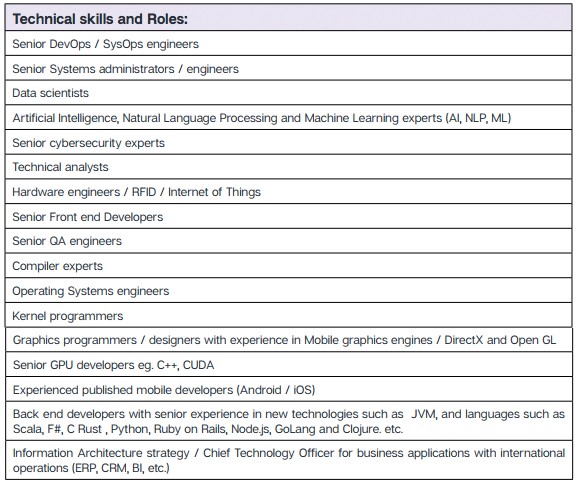 Technical skills and Roles:
Senior DevOps / SysOps engineers
Senior Systems administrators / engineers
Data scientists
Artificial Intelligence, Natural Language Processing and Machine Learning experts (AI, NLP, ML)
Senior cybersecurity experts
Technical analysts
Hardware engineers / RFID / Internet of Things
Senior Front end Developers
Senior QA engineers
Compiler experts
Operating Systems engineers
Kernel programmers
Graphics programmers / designers with experience in Mobile graphics engines / DirectX and Open GL
Senior GPU developers eg. C++, CUDA
Experienced published mobile developers (Android / iOS)
Back end developers with senior experience in new technologies such as JVM, and languages such as
Scala, F#, C Rust , Python, Ruby on Rails, Node.js, GoLang and Clojure. etc.
Information Architecture strategy / Chief Technology Officer for business applications with international
operations (ERP, CRM, BI, etc.)